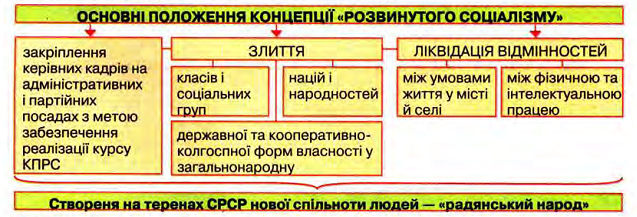 ОСНОВНІ ПОЛОЖЕННЯ КОНЦЕПЦІЇ «РОЗВИНУТОГО СОЦІАЛІЗМУ»
закріплення
керівних кадрів на
адміністративних
і партійних
посадах з метою
забезпечення
реалізації курсу
КПРС
ЗЛИТТЯ
класів і
соціальних
груп
націй і
народностей
державної та кооперативно-
колгоспної форм власності у
загальнонародну
ЛІКВІДАЦІЯ ВІДМІННОСТЕЙ
між умовами
життя у місті
й селі
між фізичною та
інтелектуальною
працею
Створеня на теренах СРСР нової спільноти людей — «радянський народ»